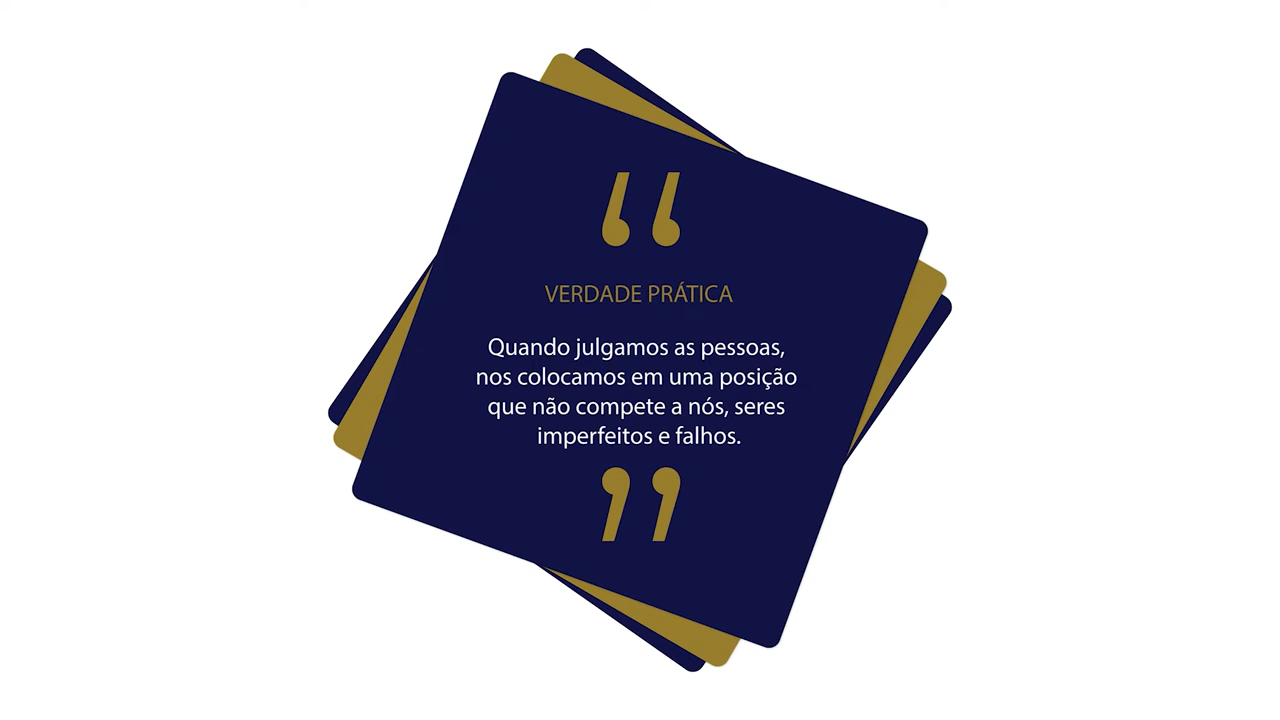 VERDADE PRÁTICA
Quando julgamos as pessoas,
nos colocamos em uma posição
que não compete a nós, seres
imperfeitos e falhos.